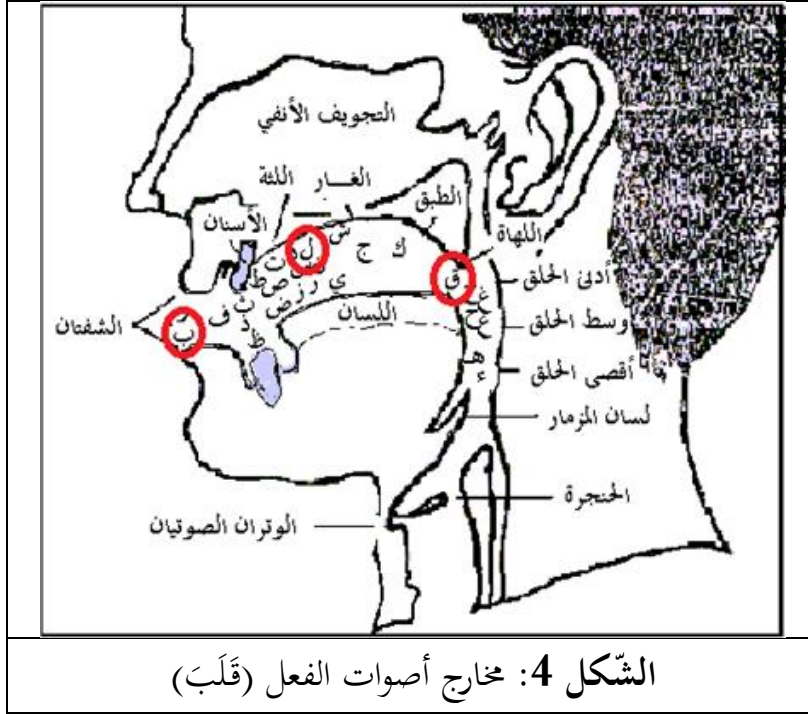 التجويف الأنفي
الغـار اللثة
الطبق
الأسنان
اللهاة
ش
ل
ت
ج
ك
ق
ص
ط
ي
ز
ر
ض
أدنى الحلق
غ
ث
ف
ذ
ظ
و
ب
الشفتان
اللسان
وسط الحلق
ع
هـ
ء
أقصى الحلق
لسان المزمار
الحنجرة
الوتران الصوتيان
الشّكل 4: مخارج أصوات الفعل (قَلَبَ)